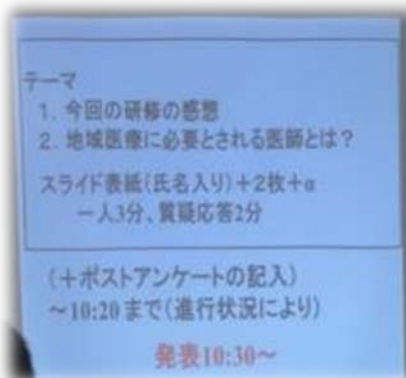 テーマ
1. 今回の研修の感想
2. 地域医療に必要とされる医師とは？
スライド表紙(氏名入り)+2枚+α
一人3分、質疑応答2分
(+ポストアンケートの記入)
～10:20まで(進行状況により)
発表10:30～